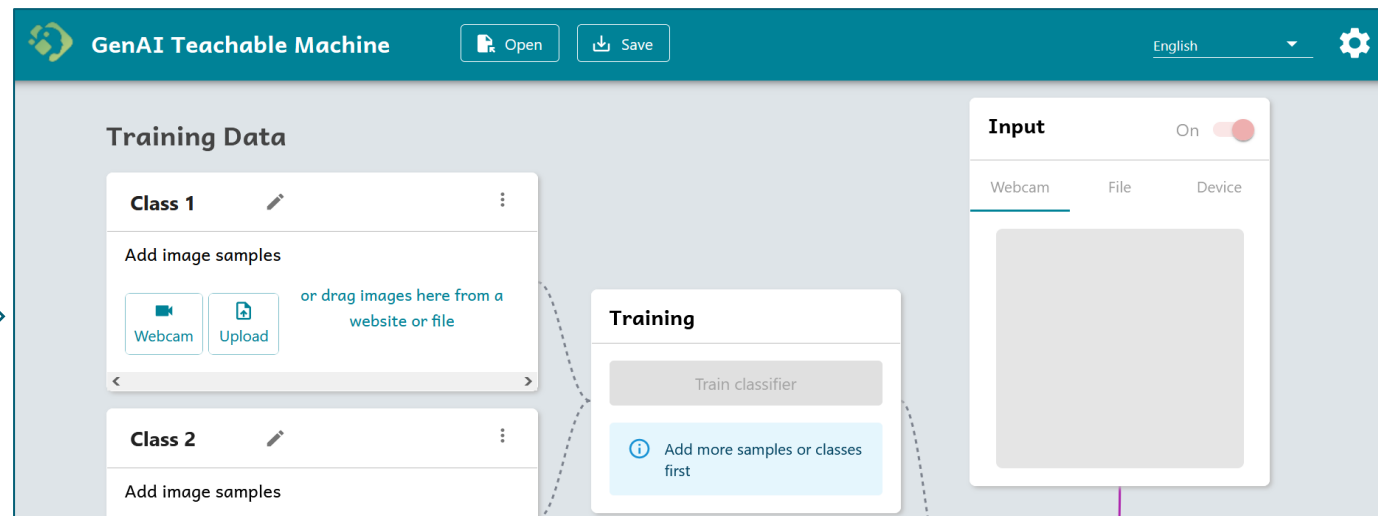 GenAI Teachable Machine
Open
Save
English
Training Data
Class 1
Add image samples
Webcam
Upload
or drag images here from a
website or file
Class 2
Add image samples
Training
Train classifier
Add more samples or classes
first
Input
On
Webcam
File
Device